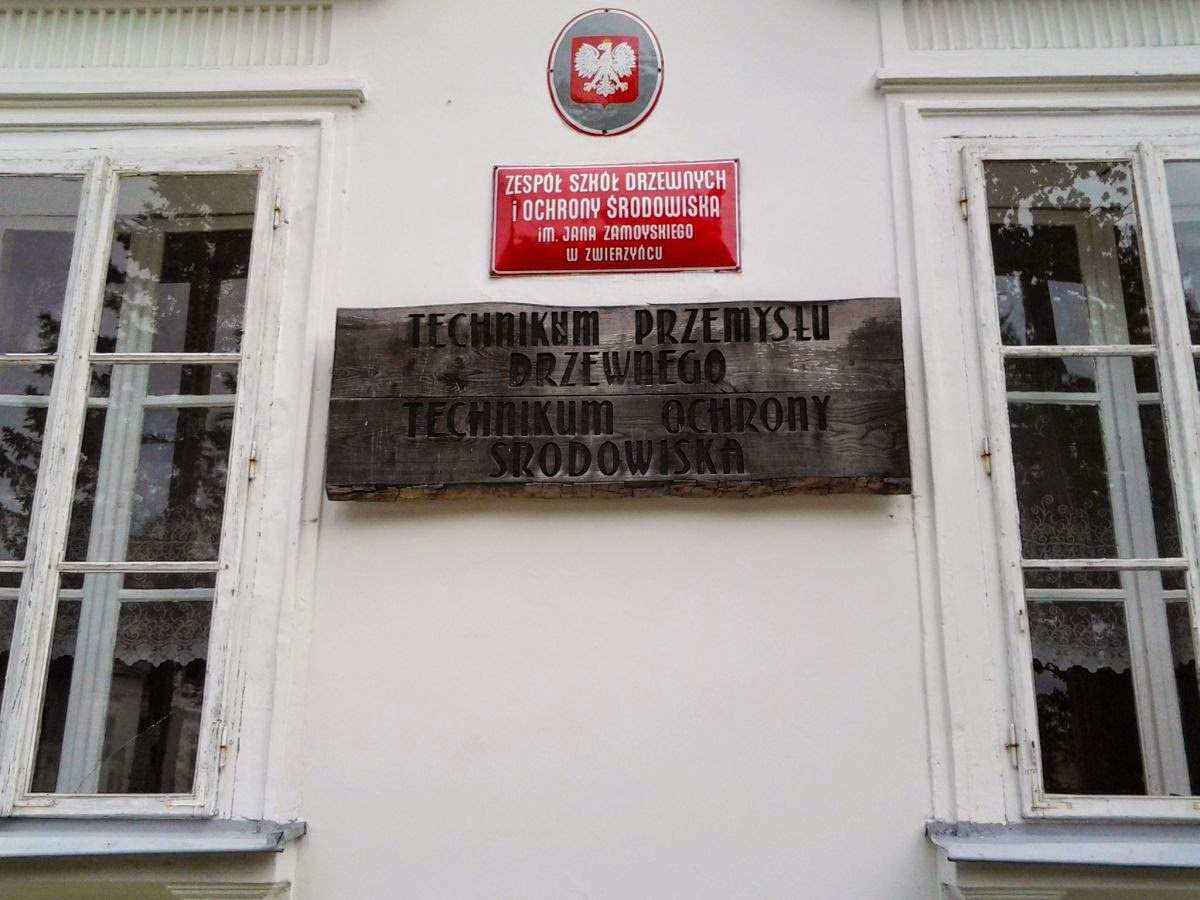 ZESPÓŁ SZKÓŁ DRZEWNYCH
i OCHRONY ŚRODOWISKA
iM. JANA ZAMOYSKIEGO
W ZWIERZYŃCU
TECHNIKUM PRZEMYSŁU
DRZEWNEGO
TECHNIKUM OCHRONY
ŚRODOWISKA